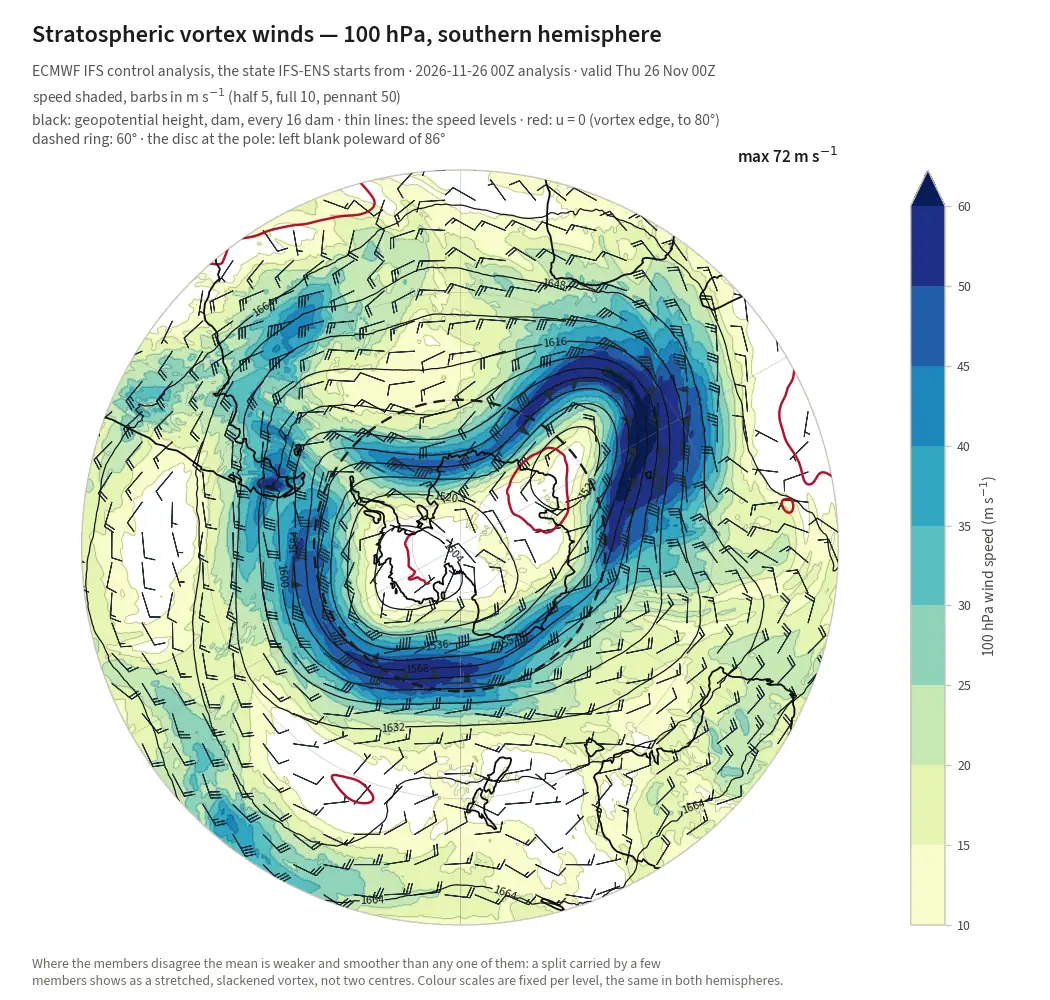 Stratospheric vortex winds — 100 hPa, southern hemisphere
ECMWF IFS control analysis, the state IFS-ENS starts from · 2026-11-26 00Z analysis · valid Thu 26 Nov 00Z
speed shaded, barbs in m s⁻¹ (half 5, full 10, pennant 50)
black: geopotential height, dam, every 16 dam · thin lines: the speed levels · red: u = 0 (vortex edge, to 80°)
dashed ring: 60° · the disc at the pole: left blank poleward of 86°
max 72 m s⁻¹
60
50
45
40
35
30
25
20
15
10
100 hPa wind speed (m s⁻¹)
1648
1616
1520
1504
1600
1536
1568
1632
1664
1664
1664
Where the members disagree the mean is weaker and smoother than any one of them: a split carried by a few
members shows as a stretched, slackened vortex, not two centres. Colour scales are fixed per level, the same in both hemispheres.